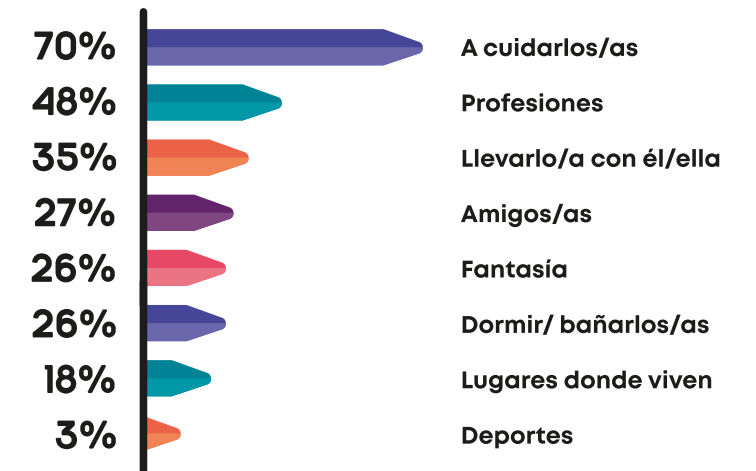 70% A cuidarlos/as
48% Profesiones
35% Llevarlo/a con él/ella
27% Amigos/as
26% Fantasía
26% Dormir/ bañarlos/as
18% Lugares donde viven
3% Deportes